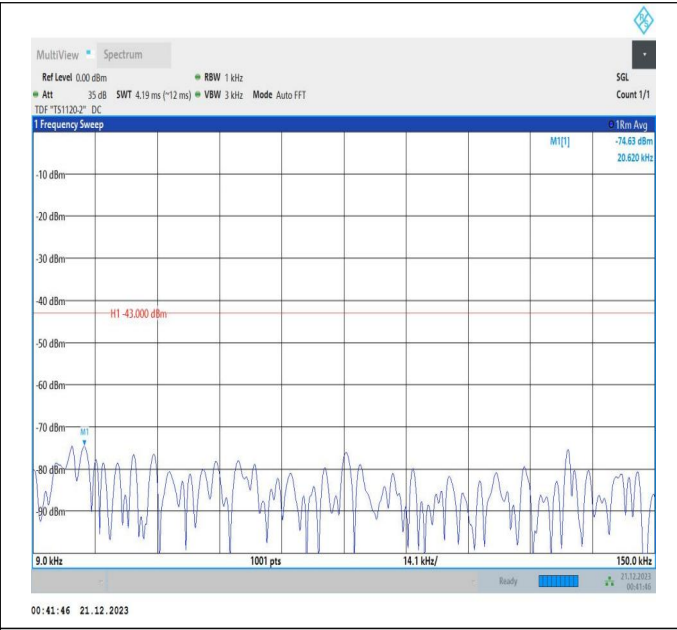 R S
MultiView Spectrum
Ref Level 0.00 dBm RBW 1 kHz SGL
Att 35 dB SWT 4.19 ms (~12 ms) VBW 3 kHz Mode Auto FFT Count 1/1
TDF "TS1120-2" DC
1 Frequency Sweep 1Rm Avg
M1[1] -74.63 dBm
20.620 kHz
-10 dBm
-20 dBm
-30 dBm
-40 dBm
H1 -43.000 dBm
-50 dBm
-60 dBm
-70 dBm
M1
-80 dBm
-90 dBm
9.0 kHz 1001 pts 14.1 kHz/ 150.0 kHz
Ready 21.12.2023
00:41:46
00:41:46 21.12.2023